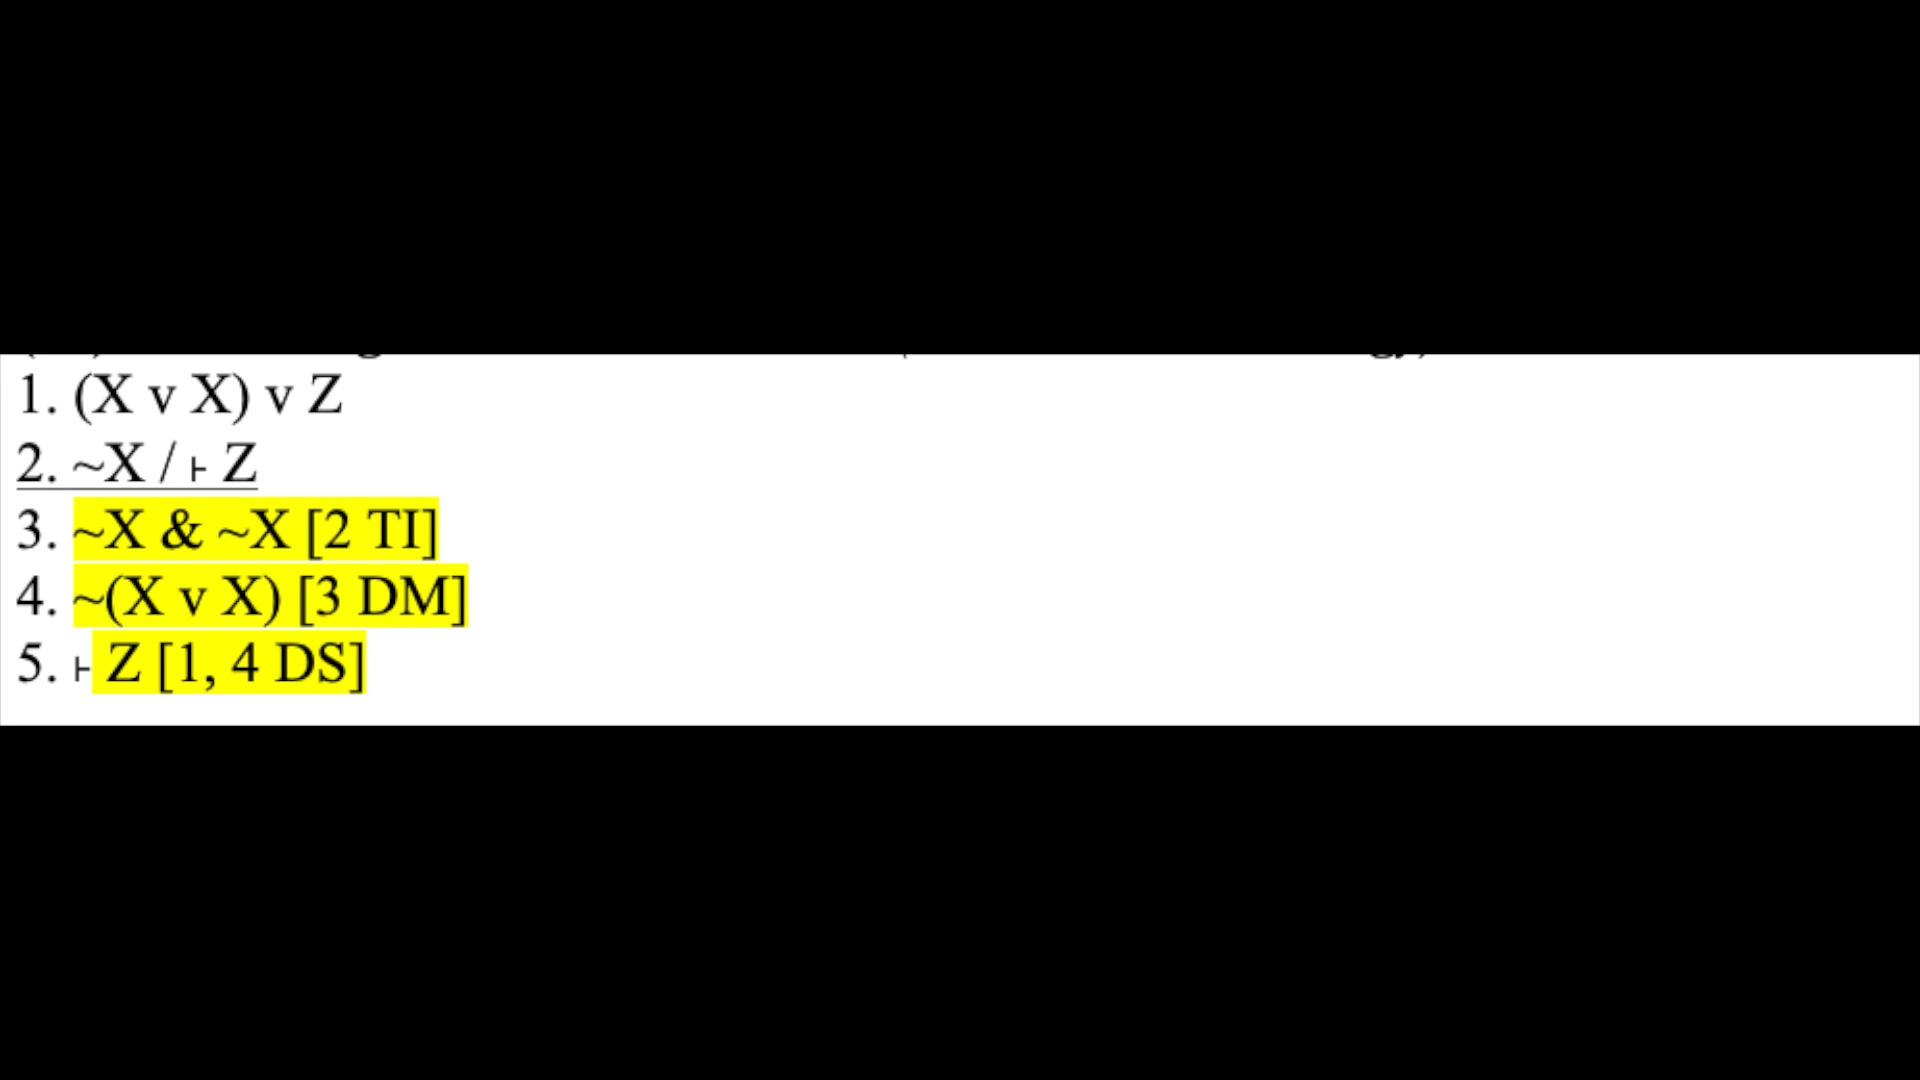 1. (X v X) v Z
2. ~X / ⊦ Z
3. ~X & ~X [2 TI]
4. ~(X v X) [3 DM]
5. ⊦ Z [1, 4 DS]